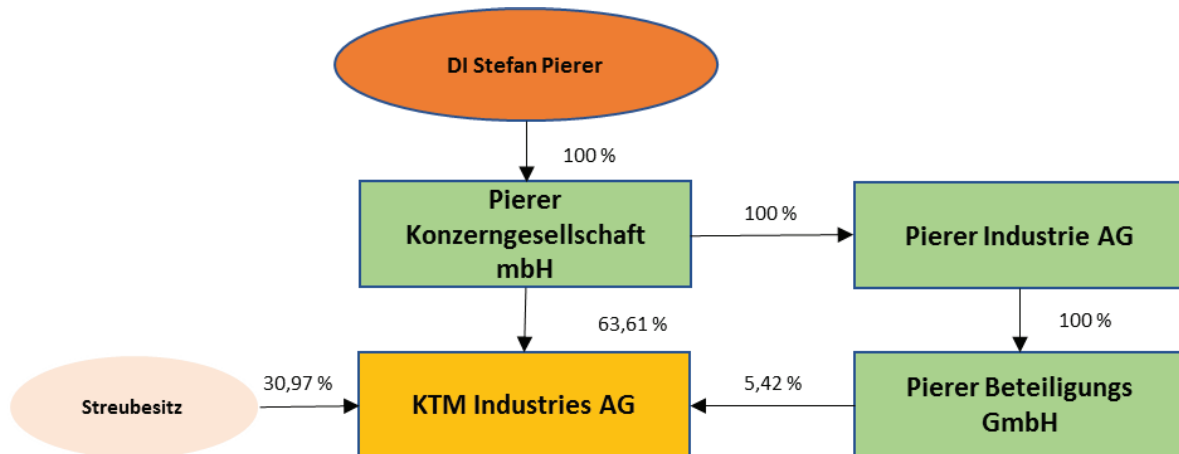 DI Stefan Pierer
100 %
Pierer
Konzerngesellschaft
mbH
100 %
Pierer Industrie AG
63,61 %
100 %
Streubesitz
30,97 %
KTM Industries AG
5,42 %
Pierer Beteiligungs
GmbH